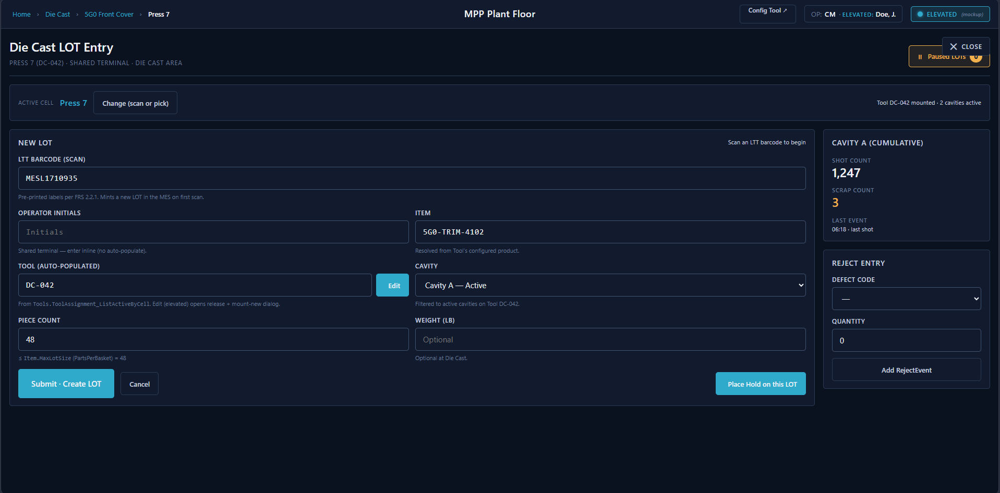 Home › Die Cast › 5G0 Front Cover › Press 7
MPP Plant Floor
Config Tool ↗
OP: CM · ELEVATED: Doe, J.
ELEVATED (mockup)
Die Cast LOT Entry
PRESS 7 (DC-042) · SHARED TERMINAL · DIE CAST AREA
✕ CLOSE
Paused LOTs
ACTIVE CELL Press 7 Change (scan or pick)
Tool DC-042 mounted · 2 cavities active
NEW LOT
Scan an LTT barcode to begin
LTT BARCODE (SCAN)
MESL1710935
Pre-printed labels per FRS 2.2.1. Mints a new LOT in the MES on first scan.
OPERATOR INITIALS
Initials
Shared terminal — enter inline (no auto-populate).
ITEM
5G0-TRIM-4102
Resolved from Tool's configured product.
TOOL (AUTO-POPULATED)
DC-042
Edit
From Tools.ToolAssignment_ListActiveByCell. Edit (elevated) opens release + mount-new dialog.
CAVITY
Cavity A — Active
Filtered to active cavities on Tool DC-042.
PIECE COUNT
48
≤ Item.MaxLotSize (PartsPerBasket) = 48
WEIGHT (LB)
Optional
Optional at Die Cast.
Submit · Create LOT
Cancel
Place Hold on this LOT
CAVITY A (CUMULATIVE)
SHOT COUNT
1,247
SCRAP COUNT
3
LAST EVENT
06:18 · last shot
REJECT ENTRY
DEFECT CODE
—
QUANTITY
0
Add RejectEvent